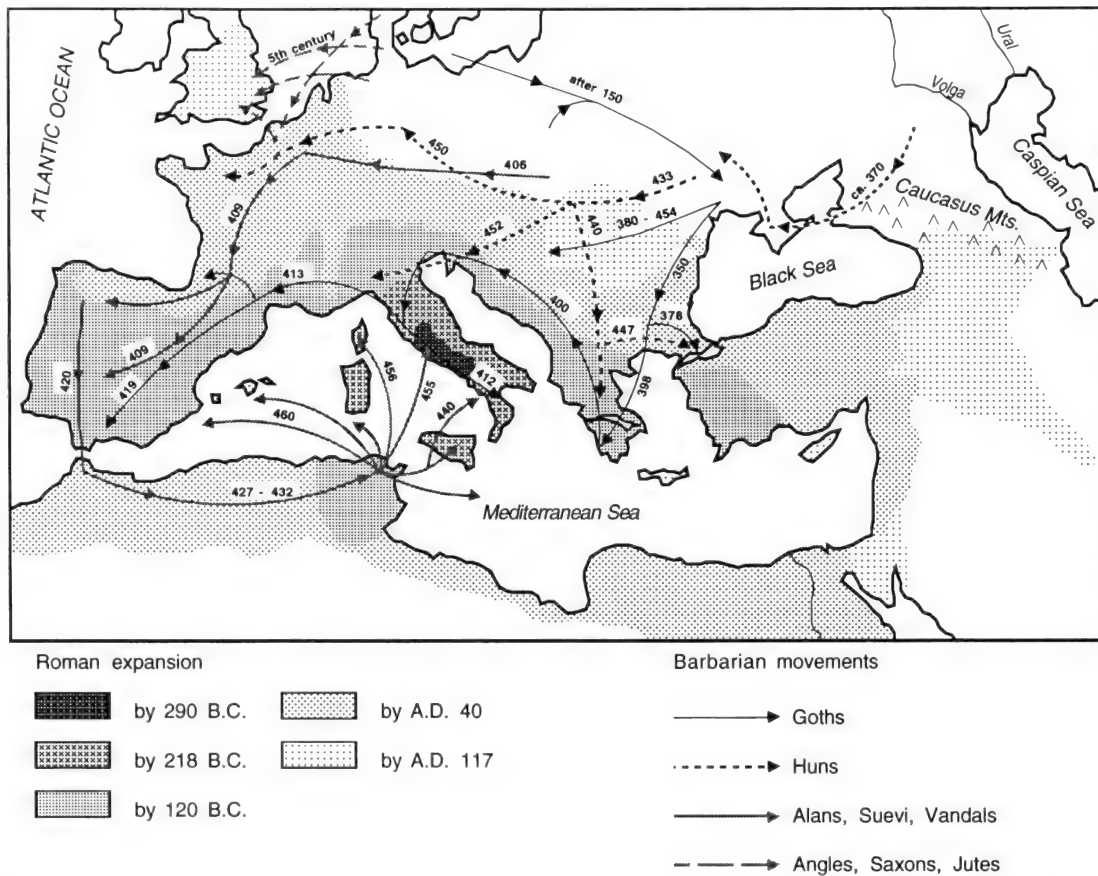 5th century
ATLANTIC OCEAN
after 150
Ural
Volga
Caspian Sea
ca. 370
Caucasus Mts.
450
406
433
409
440
380 - 454
452
350
Black Sea
413
400
378
447
409
419
420
456
455
412
398
440
460
427 - 432
Mediterranean Sea
Roman expansion
by 290 B.C.
by 218 B.C.
by 120 B.C.
by A.D. 40
by A.D. 117
Barbarian movements
Goths
Huns
Alans, Suevi, Vandals
Angles, Saxons, Jutes